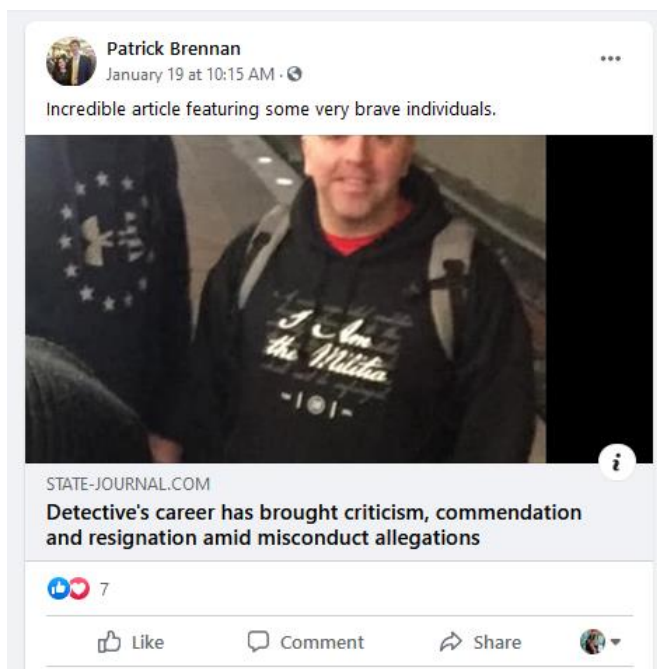 Patrick Brennan
January 19 at 10:15 AM ·
Incredible article featuring some very brave individuals.
I Am
the Militia
STATE-JOURNAL.COM
Detective's career has brought criticism, commendation
and resignation amid misconduct allegations
7
Like Comment Share